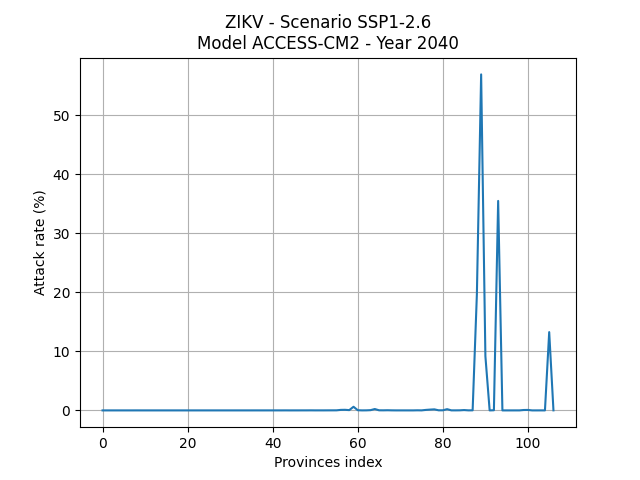 ZIKV - Scenario SSP1-2.6
Model ACCESS-CM2 - Year 2040
Attack rate (%)
50
40
30
20
10
0
0 20 40 60 80 100
Provinces index